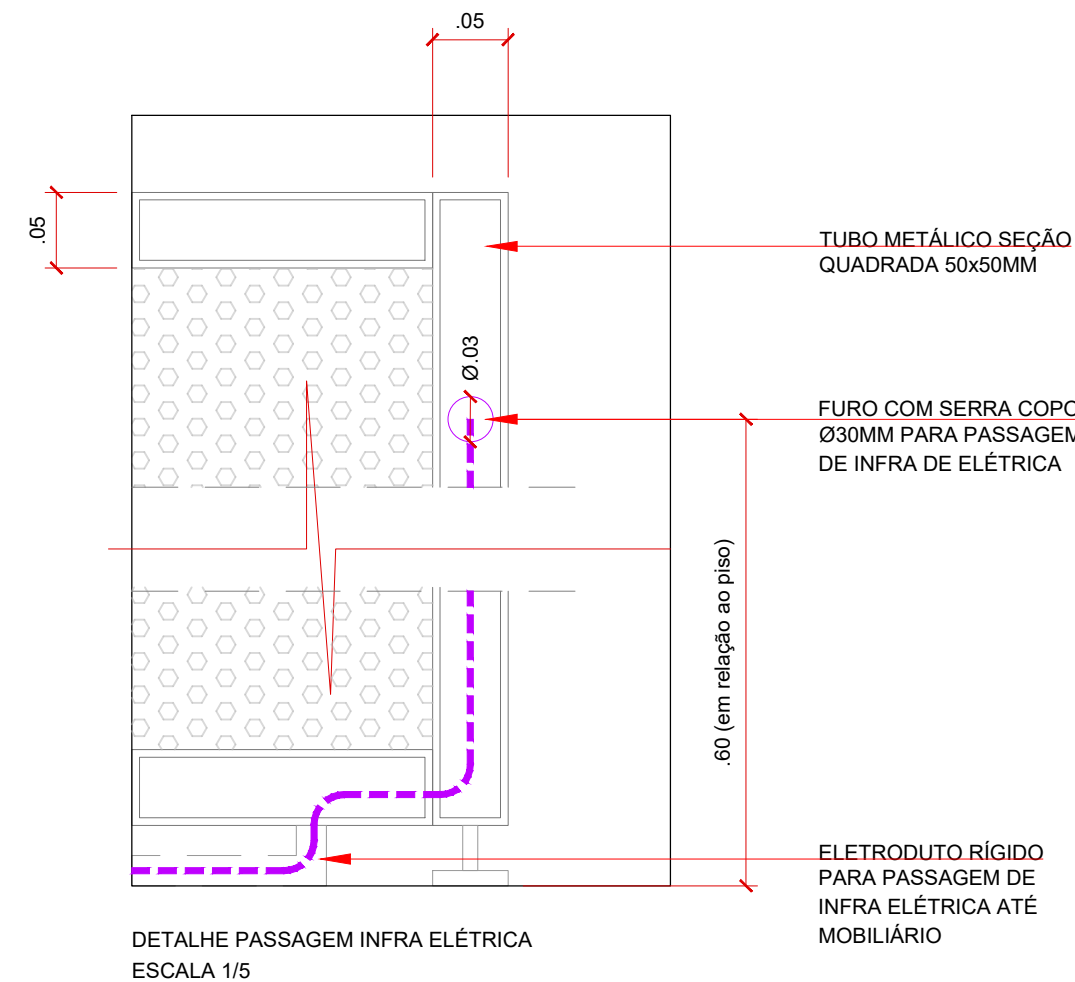 .05
.05
TUBO METÁLICO SEÇÃO
QUADRADA 50x50MM
Ø.03
FURO COM SERRA COPO
Ø30MM PARA PASSAGEM
DE INFRA DE ELÉTRICA
.60 (em relação ao piso)
ELETRODUTO RÍGIDO
PARA PASSAGEM DE
INFRA ELÉTRICA ATÉ
MOBILIÁRIO
DETALHE PASSAGEM INFRA ELÉTRICA
ESCALA 1/5